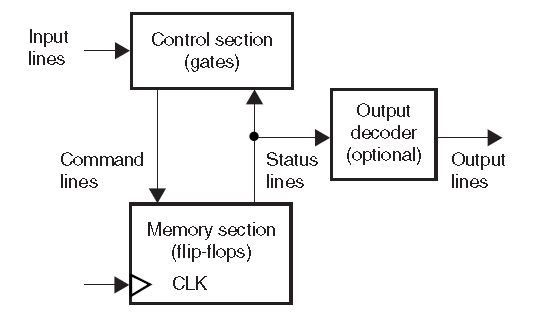 Input
lines
Control section
(gates)
Output
decoder
(optional)
Command
lines
Status
lines
Output
lines
Memory section
(flip-flops)
CLK